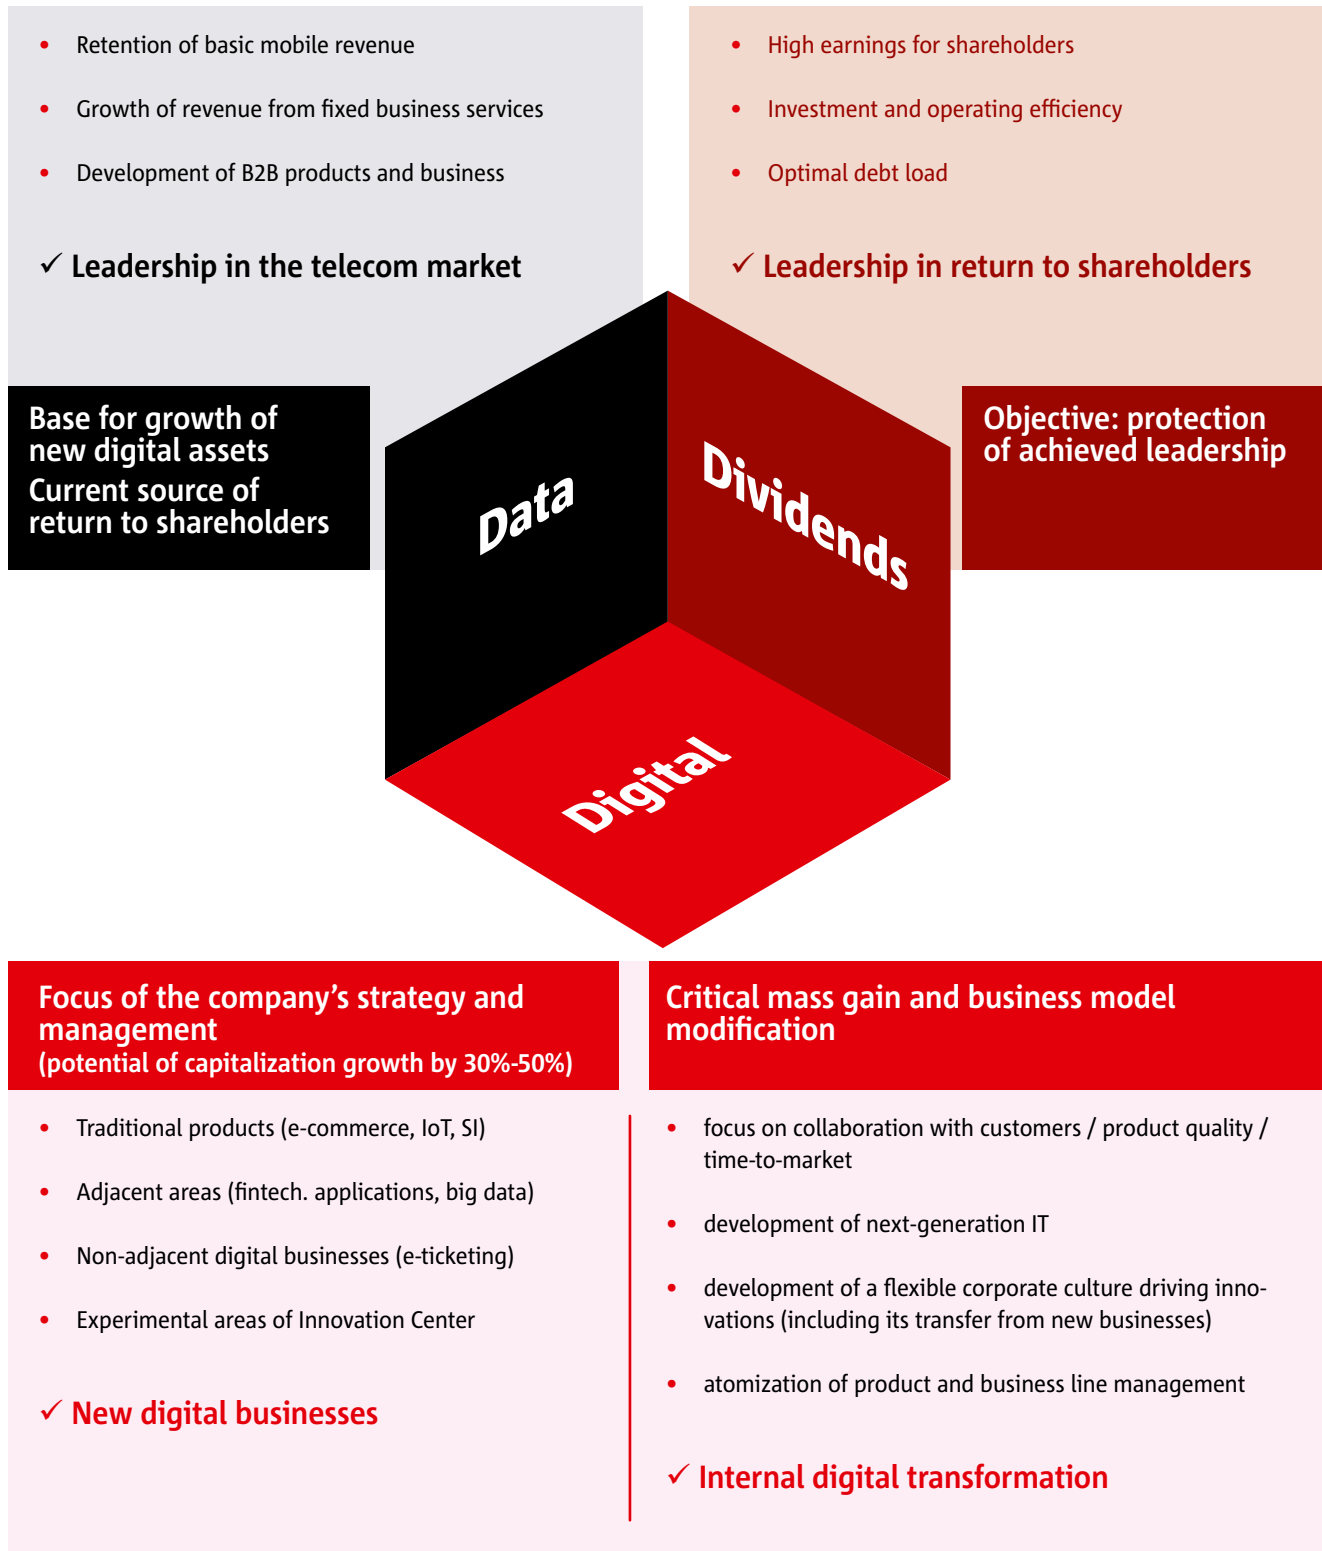 • Retention of basic mobile revenue
• Growth of revenue from fixed business services
• Development of B2B products and business
✓ Leadership in the telecom market
Base for growth of
new digital assets
Current source of
return to shareholders
• High earnings for shareholders
• Investment and operating efficiency
• Optimal debt load
✓ Leadership in return to shareholders
Objective: protection
of achieved leadership
Data
Dividends
Digital
Focus of the company’s strategy and
management
(potential of capitalization growth by 30%-50%)
• Traditional products (e-commerce, IoT, SI)
• Adjacent areas (fintech. applications, big data)
• Non-adjacent digital businesses (e-ticketing)
• Experimental areas of Innovation Center
✓ New digital businesses
Critical mass gain and business model
modification
• focus on collaboration with customers / product quality /
time-to-market
• development of next-generation IT
• development of a flexible corporate culture driving inno-
vations (including its transfer from new businesses)
• atomization of product and business line management
✓ Internal digital transformation